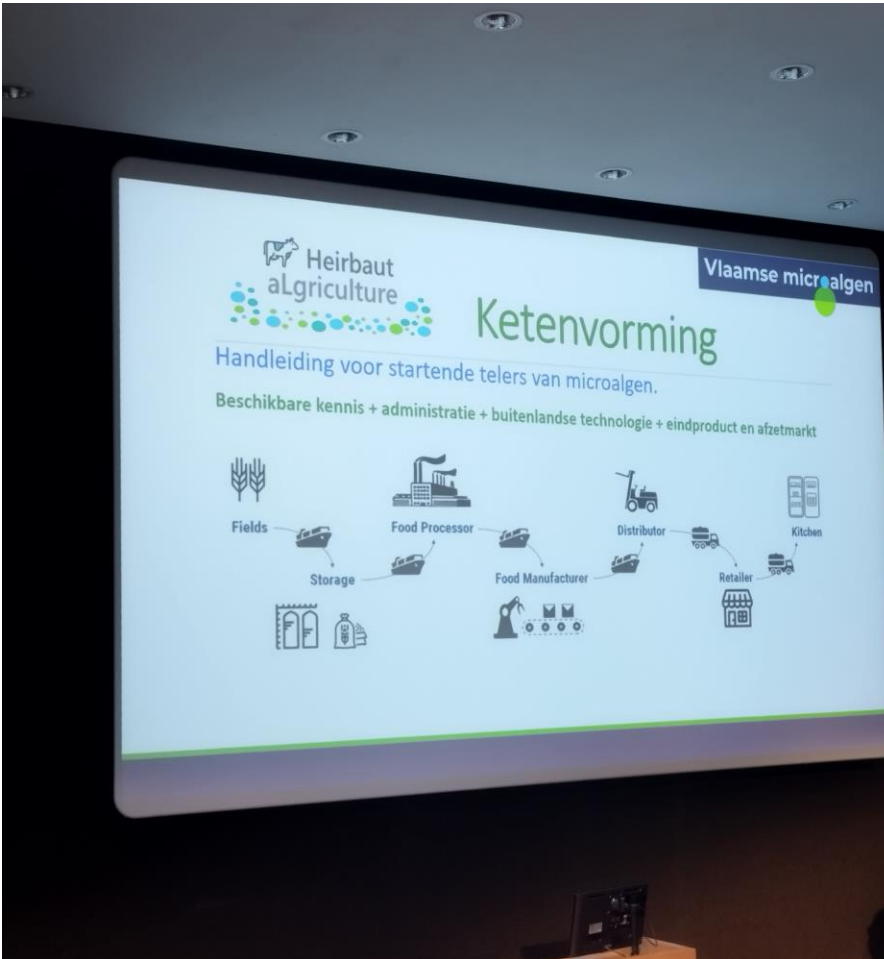 Heirbaut
aLgriculture
Vlaamse microalgen
Ketenvorming
Handleiding voor startende telers van microalgen.
Beschikbare kennis + administratie + buitenlandse technologie + eindproduct en afzetmarkt
Fields
Food Processor
Distributor
Kitchen
Storage
Food Manufacturer
Retailer